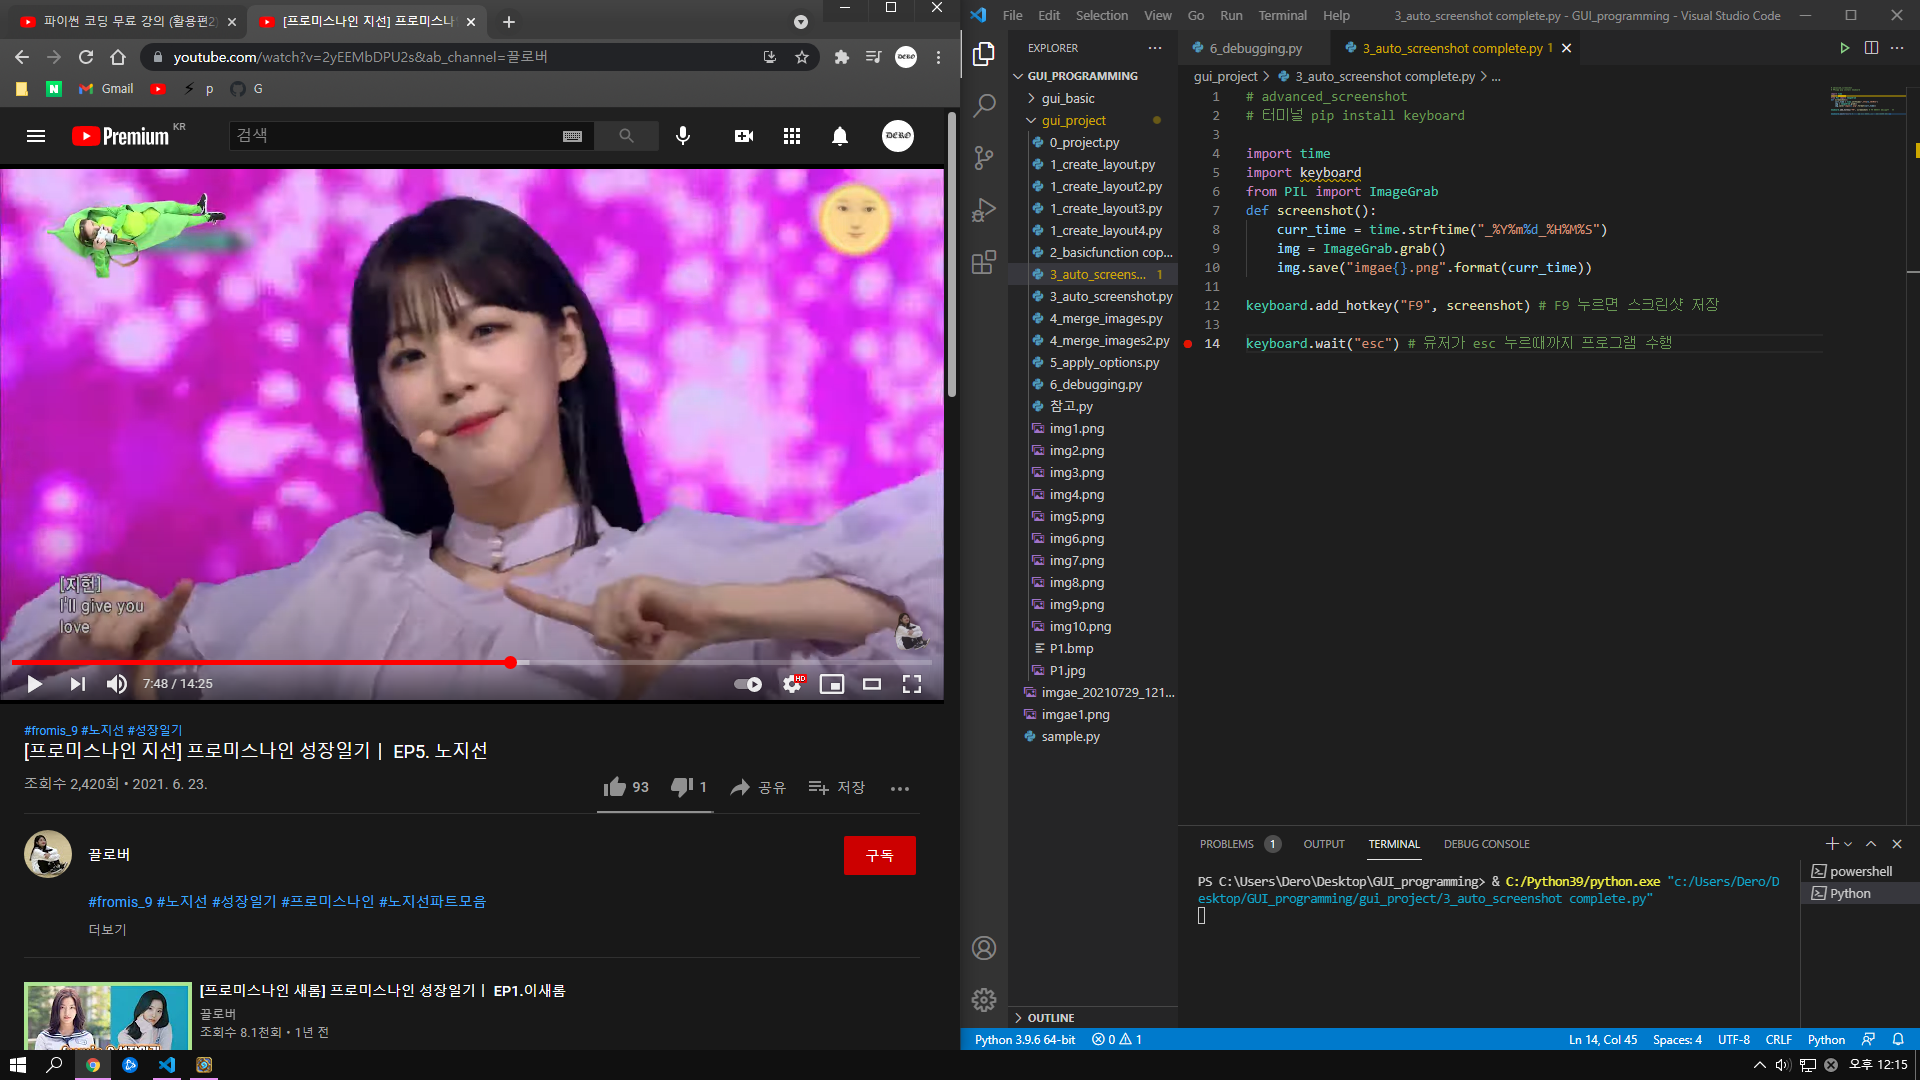 파이썬 코딩 무료 강의 (활용편2)
[프로미스나인 지선] 프로미스나
youtube.com/watch?v=2yEEMbDPU2s&ab_channel=끌로버
Gmail
p
G
Premium KR
검색
DERO
[지헌]
I'll give you
love
7:48 / 14:25
HD
#fromis_9 #노지선 #성장일기
[프로미스나인 지선] 프로미스나인 성장일기ㅣ EP5. 노지선
조회수 2,420회 • 2021. 6. 23.
93
1
공유
저장
끌로버
구독
#fromis_9 #노지선 #성장일기 #프로미스나인 #노지선파트모음
더보기
[프로미스나인 새롬] 프로미스나인 성장일기ㅣ EP1.이새롬
끌로버
조회수 8.1천회 • 1년 전
File Edit Selection View Go Run Terminal Help
3_auto_screenshot complete.py - GUI_programming - Visual Studio Code
EXPLORER
GUI_PROGRAMMING
gui_basic
gui_project
0_project.py
1_create_layout.py
1_create_layout2.py
1_create_layout3.py
1_create_layout4.py
2_basicfunction cop...
3_auto_screens... 1
3_auto_screenshot.py
4_merge_images.py
4_merge_images2.py
5_apply_options.py
6_debugging.py
참고.py
img1.png
img2.png
img3.png
img4.png
img5.png
img6.png
img7.png
img8.png
img9.png
img10.png
P1.bmp
P1.jpg
imgae_20210729_121...
imgae1.png
sample.py
OUTLINE
6_debugging.py
3_auto_screenshot complete.py 1
gui_project > 3_auto_screenshot complete.py > ...
1 # advanced_screenshot
2 # 터미널 pip install keyboard
3
4 import time
5 import keyboard
6 from PIL import ImageGrab
7 def screenshot():
8 curr_time = time.strftime("_%Y%m%d_%H%M%S")
9 img = ImageGrab.grab()
10 img.save("imgae{}.png".format(curr_time))
11
12 keyboard.add_hotkey("F9", screenshot) # F9 누르면 스크린샷 저장
13
14 keyboard.wait("esc") # 뮤저가 esc 누르때까지 프로그램 수행
PROBLEMS 1 OUTPUT TERMINAL DEBUG CONSOLE
PS C:\Users\Dero\Desktop\GUI_programming> & C:/Python39/python.exe "c:/Users/Dero/D
esktop/GUI_programming/gui_project/3_auto_screenshot complete.py"
powershell
Python
Python 3.9.6 64-bit
0 1
Ln 14, Col 45
Spaces: 4
UTF-8
CRLF
Python
오후 12:15